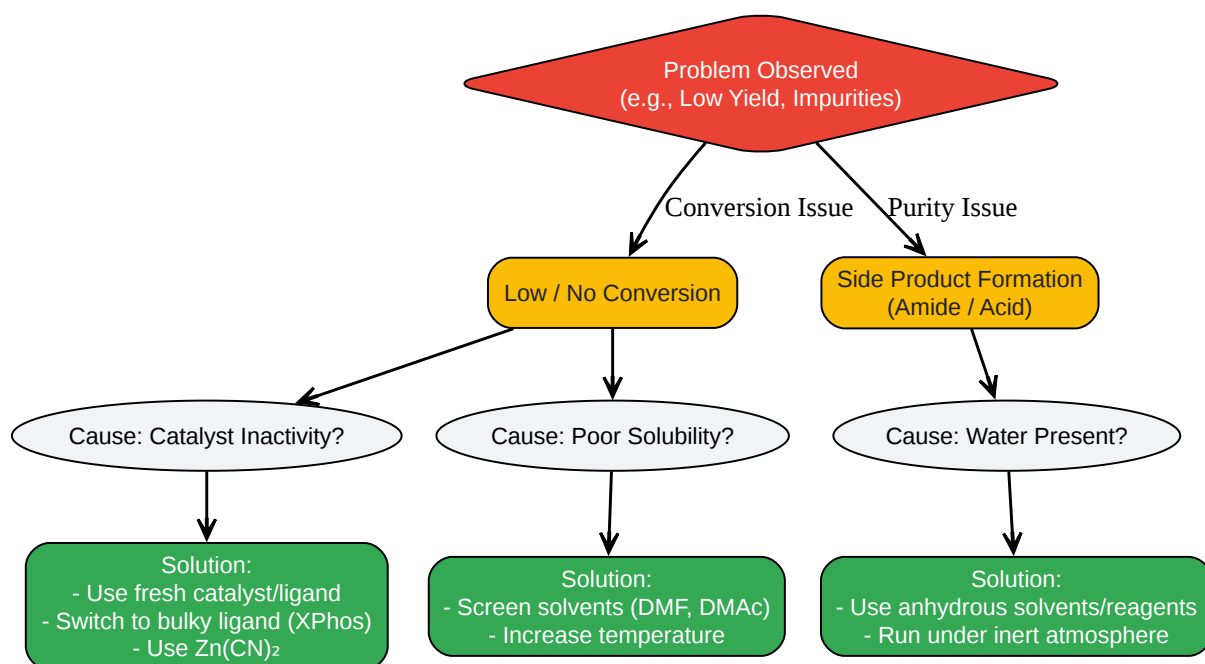 Problem Observed
(e.g., Low Yield, Impurities)
Conversion Issue
Purity Issue
Low / No Conversion
Side Product Formation
(Amide / Acid)
Cause: Catalyst Inactivity?
Cause: Poor Solubility?
Cause: Water Present?
Solution:
- Use fresh catalyst/ligand
- Switch to bulky ligand (XPhos)
- Use Zn(CN)₂
Solution:
- Screen solvents (DMF, DMAc)
- Increase temperature
Solution:
- Use anhydrous solvents/reagents
- Run under inert atmosphere